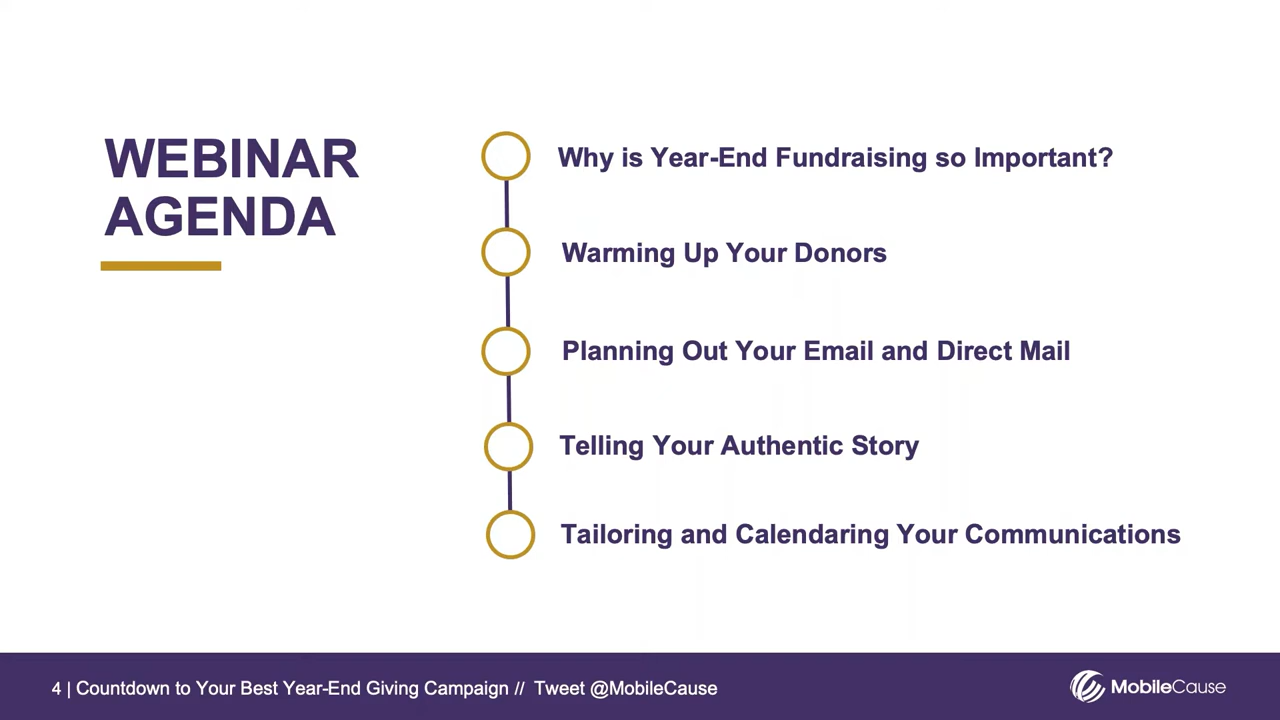 WEBINAR
AGENDA
Why is Year-End Fundraising so Important?
Warming Up Your Donors
Planning Out Your Email and Direct Mail
Telling Your Authentic Story
Tailoring and Calendaring Your Communications
4 | Countdown to Your Best Year-End Giving Campaign // Tweet @MobileCause
MobileCause